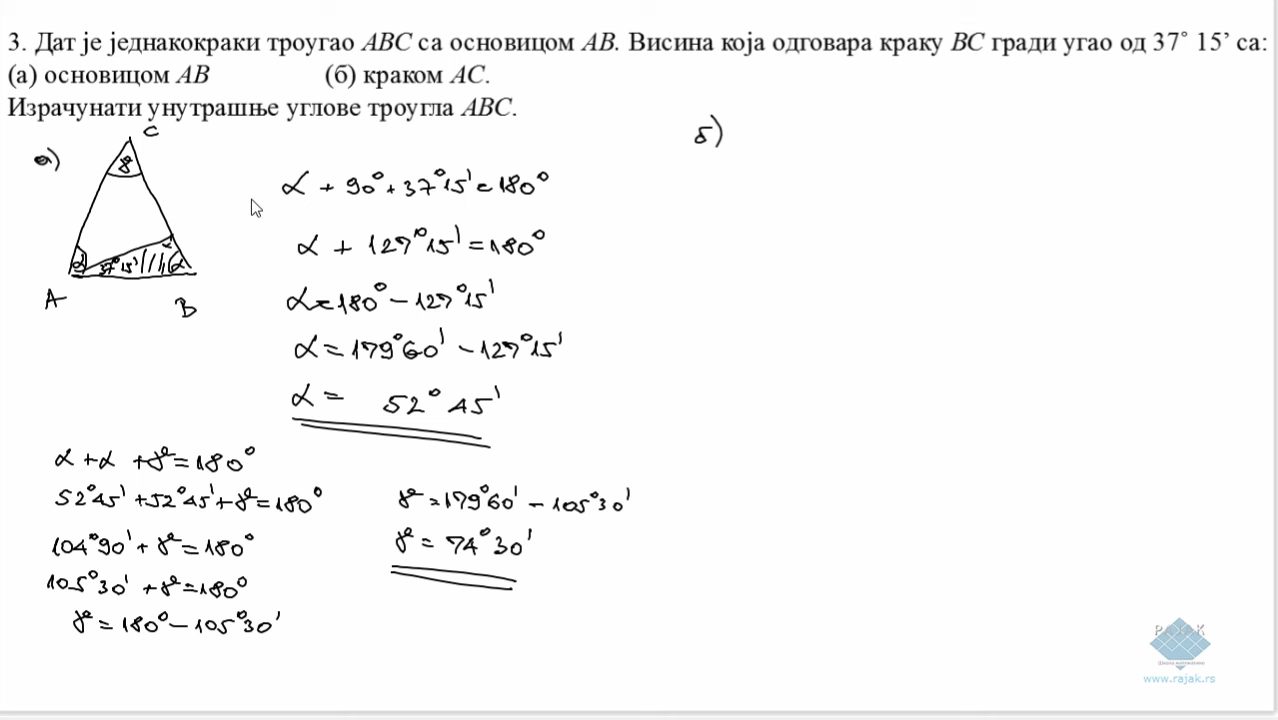 3. Дат је једнакокраки троугао ABC са основицом AB. Висина која одговара краку BC гради угао од 37˚ 15’ са:
(а) основицом AB (б) краком AC.
Израчунати унутрашње углове троугла ABC.
а)
C
γ
α 37°15' α
A
B
α + 90° + 37°15' = 180°
α + 127°15' = 180°
α = 180° - 127°15'
α = 179°60' - 127°15'
α = 52°45'
α + α + γ = 180°
52°45' + 52°45' + γ = 180°
104°90' + γ = 180°
105°30' + γ = 180°
γ = 180° - 105°30'
γ = 179°60' - 105°30'
γ = 74°30'
б)
РАЈАК
www.rajak.rs